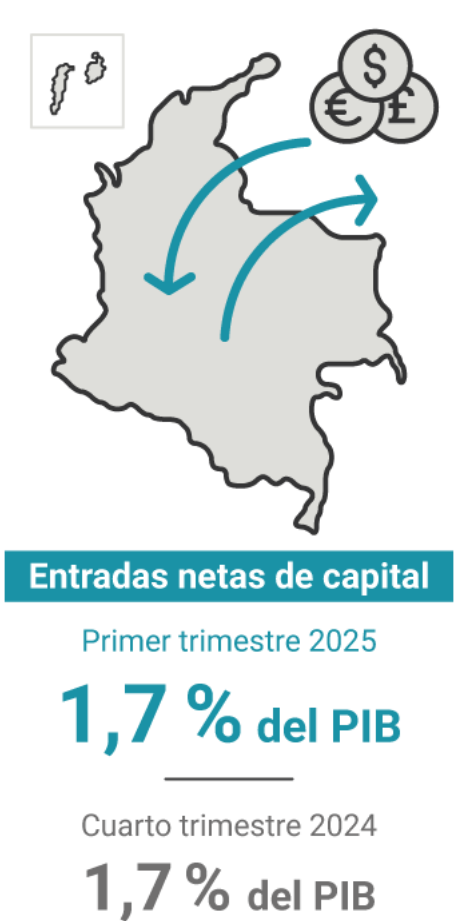 $
€ £
Entradas netas de capital
Primer trimestre 2025
1,7 % del PIB
Cuarto trimestre 2024
1,7 % del PIB